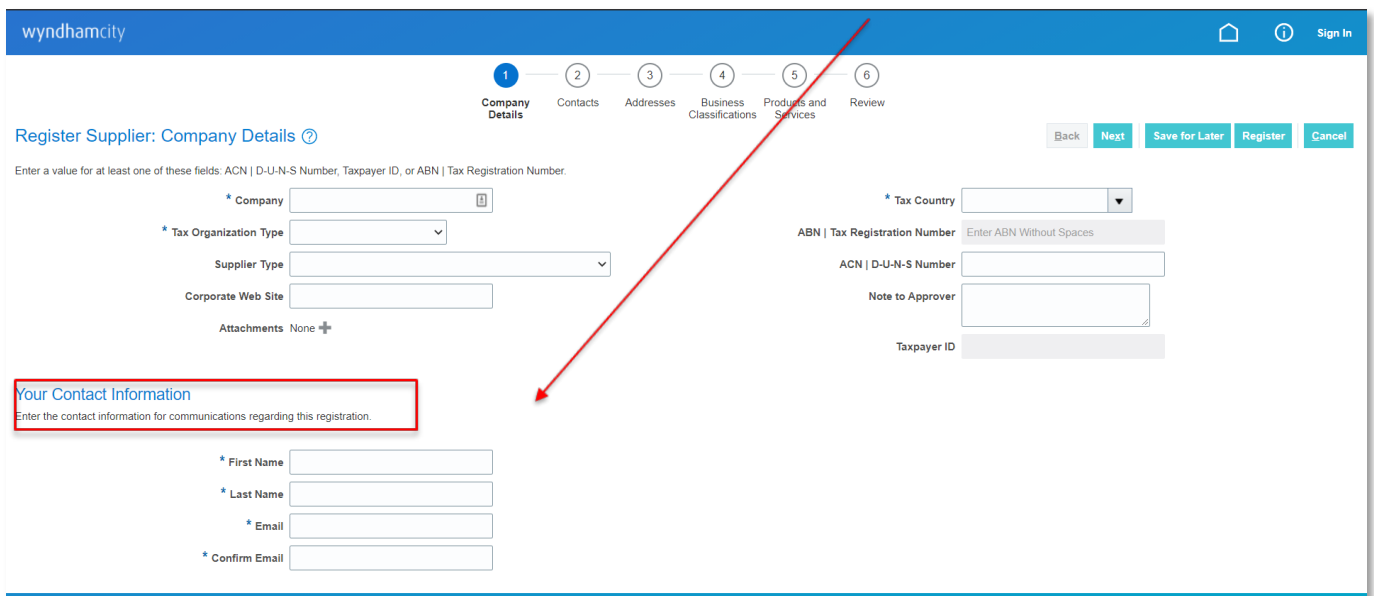 wyndhamcity
Sign In
1 2 3 4 5 6
Company Details
Contacts
Addresses
Business Classifications
Products and Services
Review
Register Supplier: Company Details ?
Back Next Save for Later Register Cancel
Enter a value for at least one of these fields: ACN | D-U-N-S Number, Taxpayer ID, or ABN | Tax Registration Number.
* Company
* Tax Organization Type
Supplier Type
Corporate Web Site
Attachments None
* Tax Country
ABN | Tax Registration Number Enter ABN Without Spaces
ACN | D-U-N-S Number
Note to Approver
Taxpayer ID
Your Contact Information
Enter the contact information for communications regarding this registration.
* First Name
* Last Name
* Email
* Confirm Email